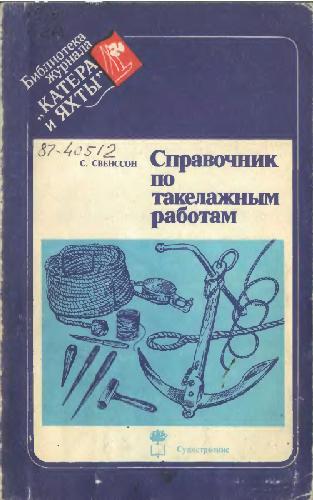 Библиотека
журнала
„КАТЕРА
и ЯХТЫ"
87-40512
С. СВЕНССОН
Справочник
по
такелажным
работам
Судостроение